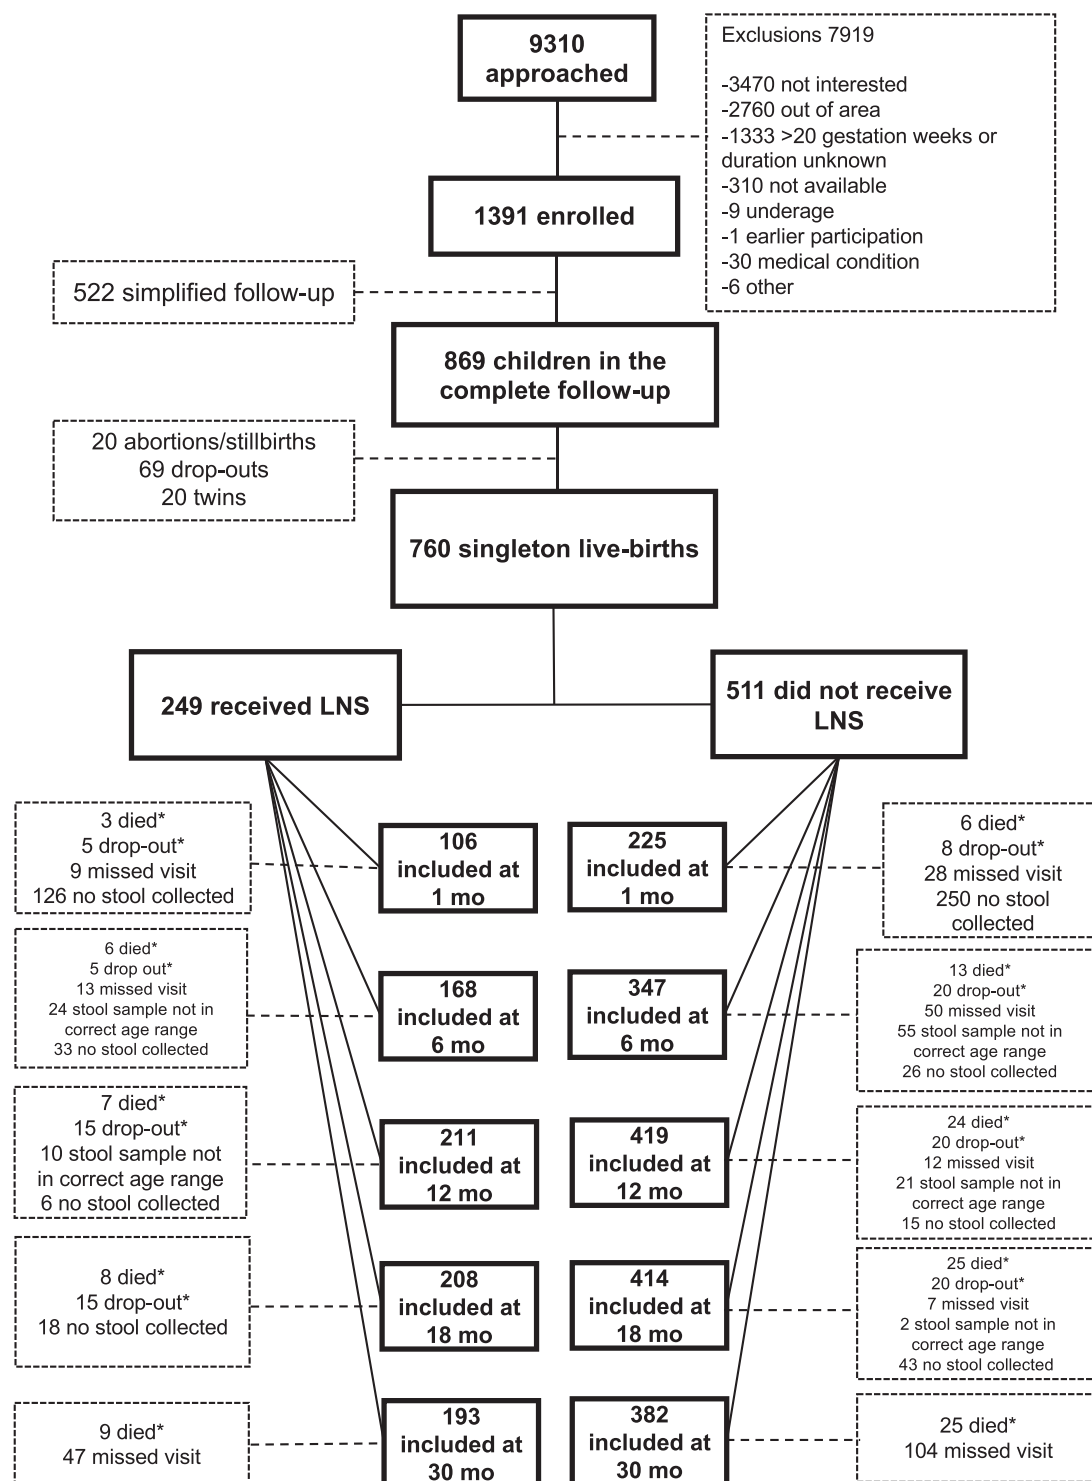 9310
approached
Exclusions 7919
-3470 not interested
-2760 out of area
-1333 >20 gestation weeks or
duration unknown
-310 not available
-9 underage
-1 earlier participation
-30 medical condition
-6 other
1391 enrolled
522 simplified follow-up
869 children in the
complete follow-up
20 abortions/stillbirths
69 drop-outs
20 twins
760 singleton live-births
249 received LNS
511 did not receive
LNS
3 died*
5 drop-out*
9 missed visit
126 no stool collected
106
included at
1 mo
225
included at
1 mo
6 died*
8 drop-out*
28 missed visit
250 no stool
collected
6 died*
5 drop out*
13 missed visit
24 stool sample not in
correct age range
33 no stool collected
168
included at
6 mo
347
included at
6 mo
13 died*
20 drop-out*
50 missed visit
55 stool sample not in
correct age range
26 no stool collected
7 died*
15 drop-out*
10 stool sample not
in correct age range
6 no stool collected
211
included at
12 mo
419
included at
12 mo
24 died*
20 drop-out*
12 missed visit
21 stool sample not in
correct age range
15 no stool collected
8 died*
15 drop-out*
18 no stool collected
208
included at
18 mo
414
included at
18 mo
25 died*
20 drop-out*
7 missed visit
2 stool sample not in
correct age range
43 no stool collected
9 died*
47 missed visit
193
included at
30 mo
382
included at
30 mo
25 died*
104 missed visit